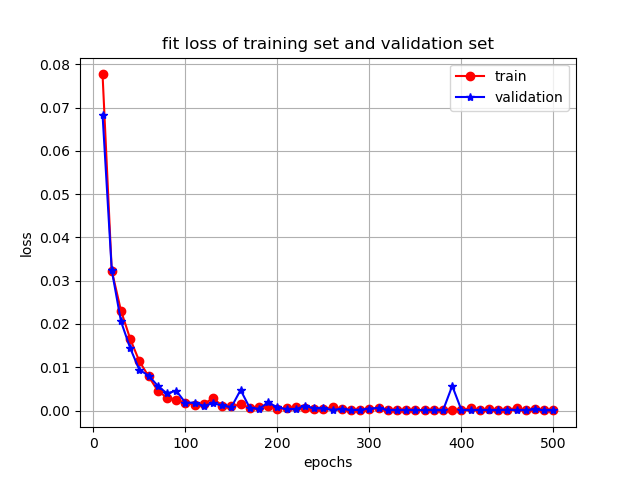 fit loss of training set and validation set
train
validation
0.08
0.07
0.06
0.05
0.04
0.03
0.02
0.01
0.00
loss
0 100 200 300 400 500
epochs